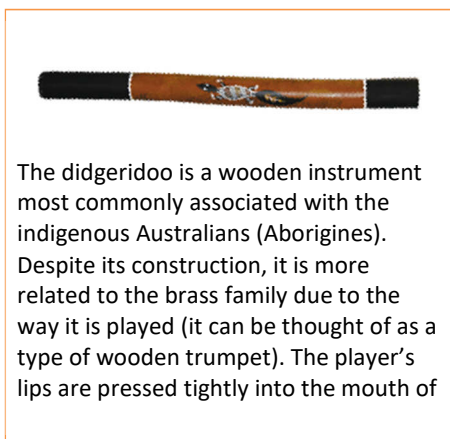 The didgeridoo is a wooden instrument
most commonly associated with the
indigenous Australians (Aborigines).
Despite its construction, it is more
related to the brass family due to the
way it is played (it can be thought of as a
type of wooden trumpet). The player’s
lips are pressed tightly into the mouth of